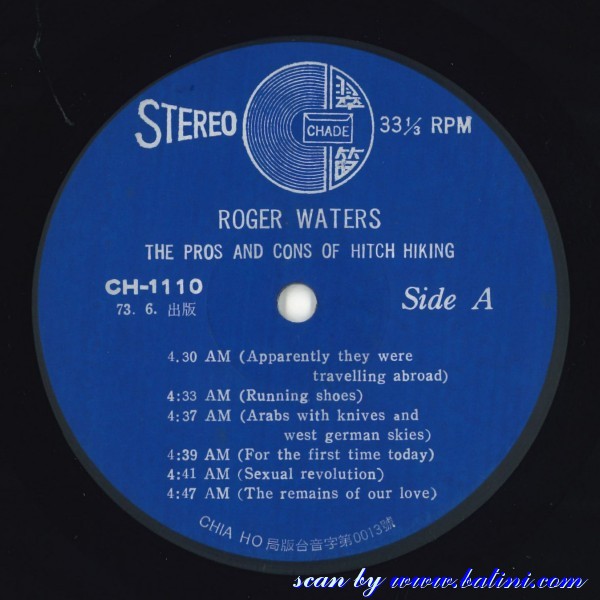 STEREO
翠
CHADE
笛
33⅓ RPM
ROGER WATERS
THE PROS AND CONS OF HITCH HIKING
CH-1110
73. 6. 出版
Side A
4.30 AM (Apparently they were
travelling abroad)
4:33 AM (Running shoes)
4:37 AM (Arabs with knives and
west german skies)
4:39 AM (For the first time today)
4:41 AM (Sexual revolution)
4:47 AM (The remains of our love)
CHIA HO 局版台音字第0013號
scan by www.batini.com